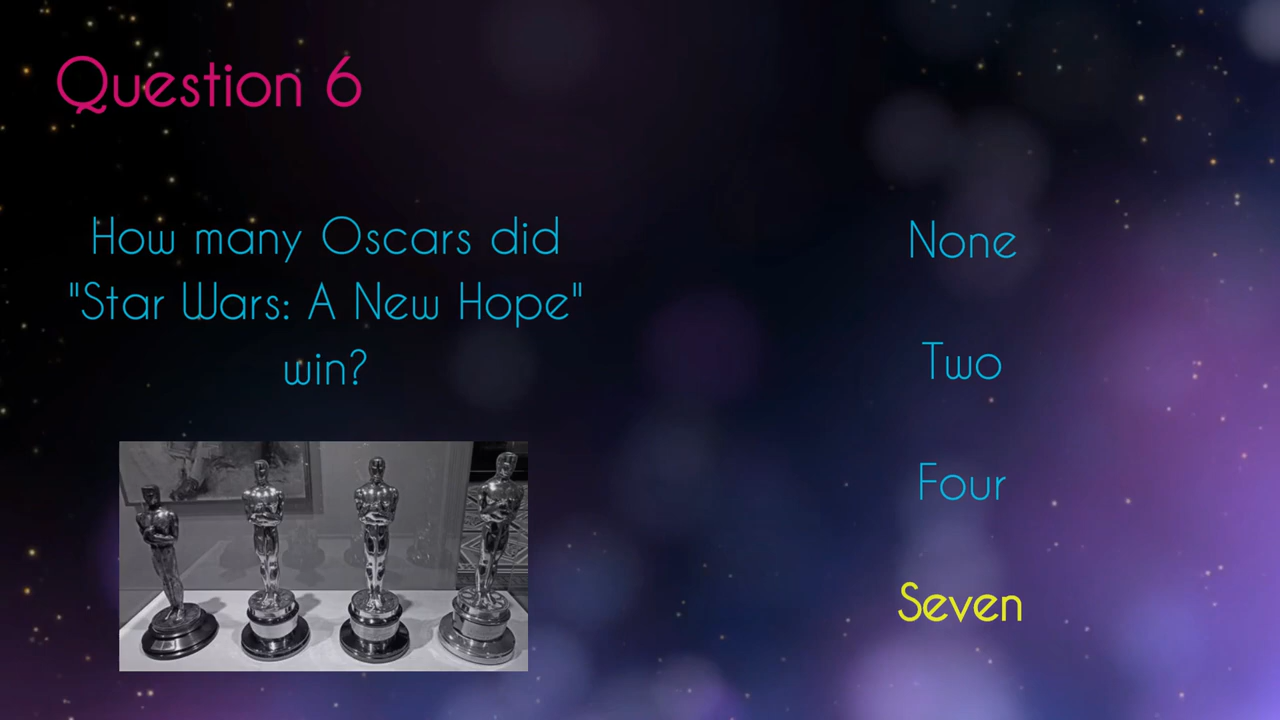 Question 6
How many Oscars did
"Star Wars: A New Hope"
win?
None
Two
Four
Seven